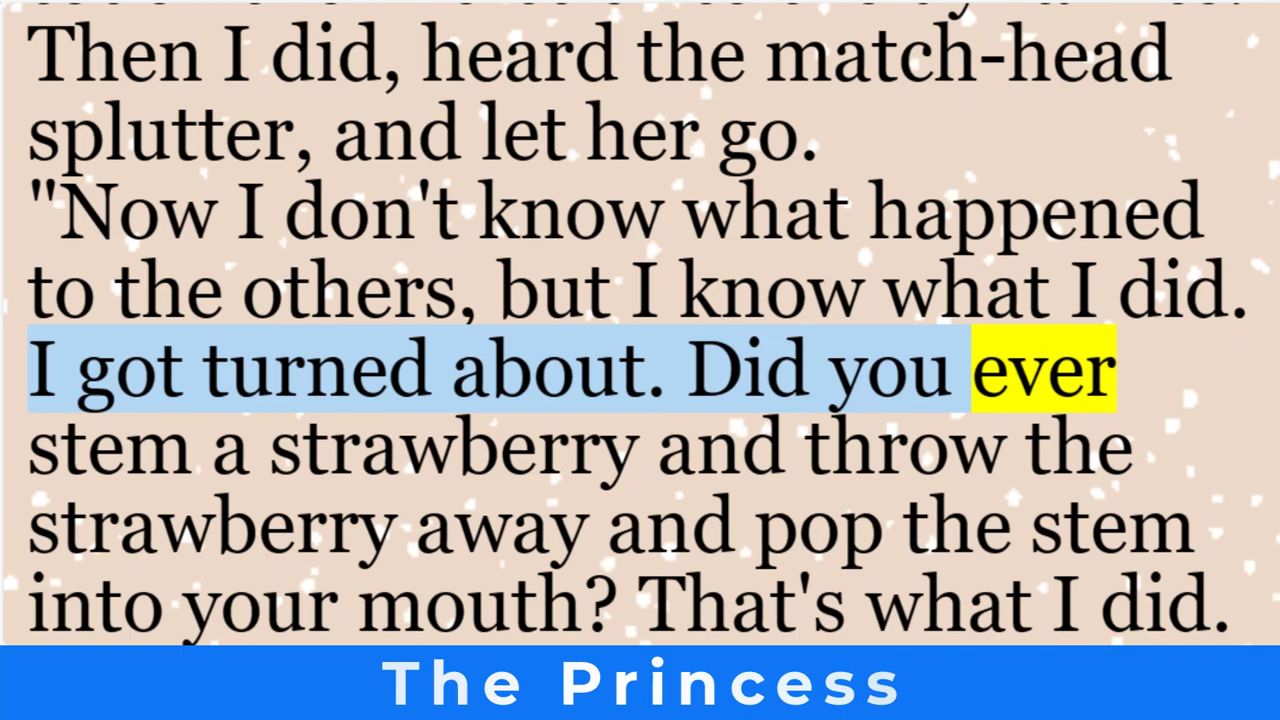 Then I did, heard the match-head
splutter, and let her go.
"Now I don't know what happened
to the others, but I know what I did.
I got turned about. Did you ever
stem a strawberry and throw the
strawberry away and pop the stem
into your mouth? That's what I did.
The Princess